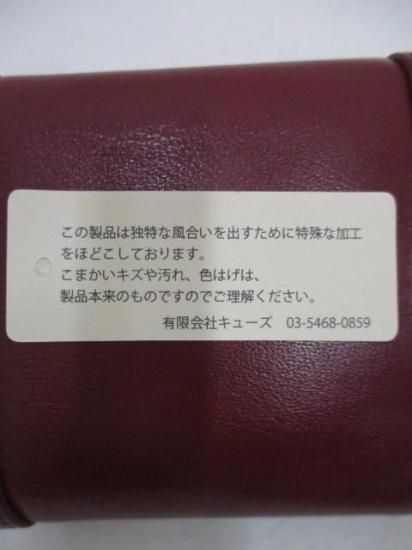 この製品は独特な風合いを出すために特殊な加工
をほどこしております。
こまかいキズや汚れ、色はげは、
製品本来のものですのでご理解ください。
有限会社キューズ　03-5468-0859